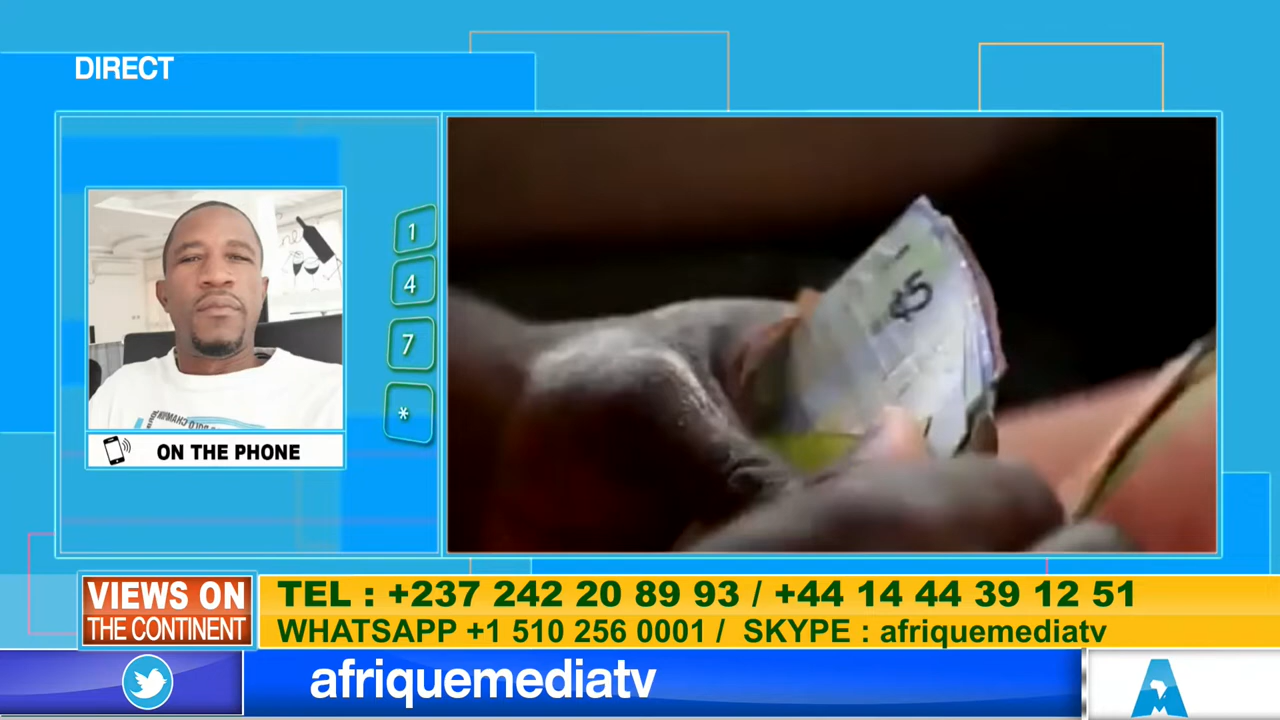 DIRECT
1
4
7
*
ON THE PHONE
¢5
VIEWS ON
THE CONTINENT
TEL : +237 242 20 89 93 / +44 14 44 39 12 51
WHATSAPP +1 510 256 0001 / SKYPE : afriquemediatv
afriquemediatv